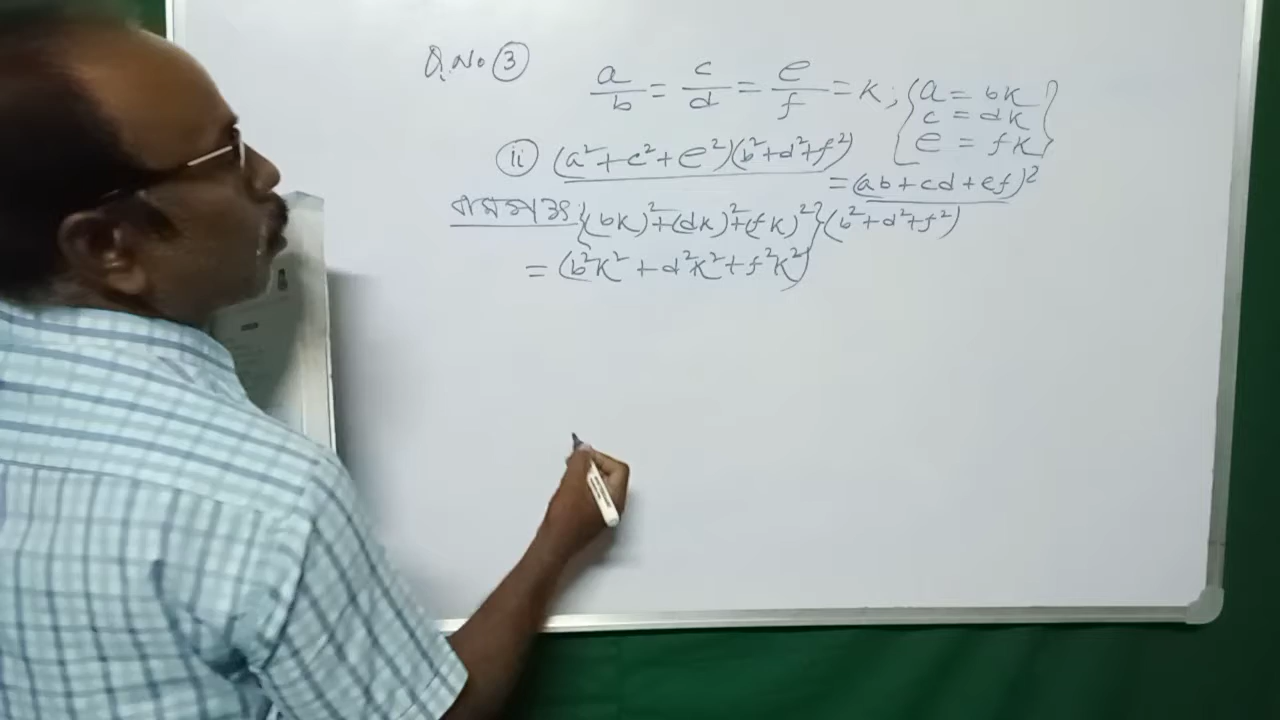 Q.No ③
a/b = c/d = e/f = K; {a = bK
c = dK
e = fK}
ii (a²+c²+e²)(b²+d²+f²)
= (ab+cd+ef)²
{(bK)²+(dK)²+(fK)²}(b²+d²+f²)
= (b²K²+d²K²+f²K²)